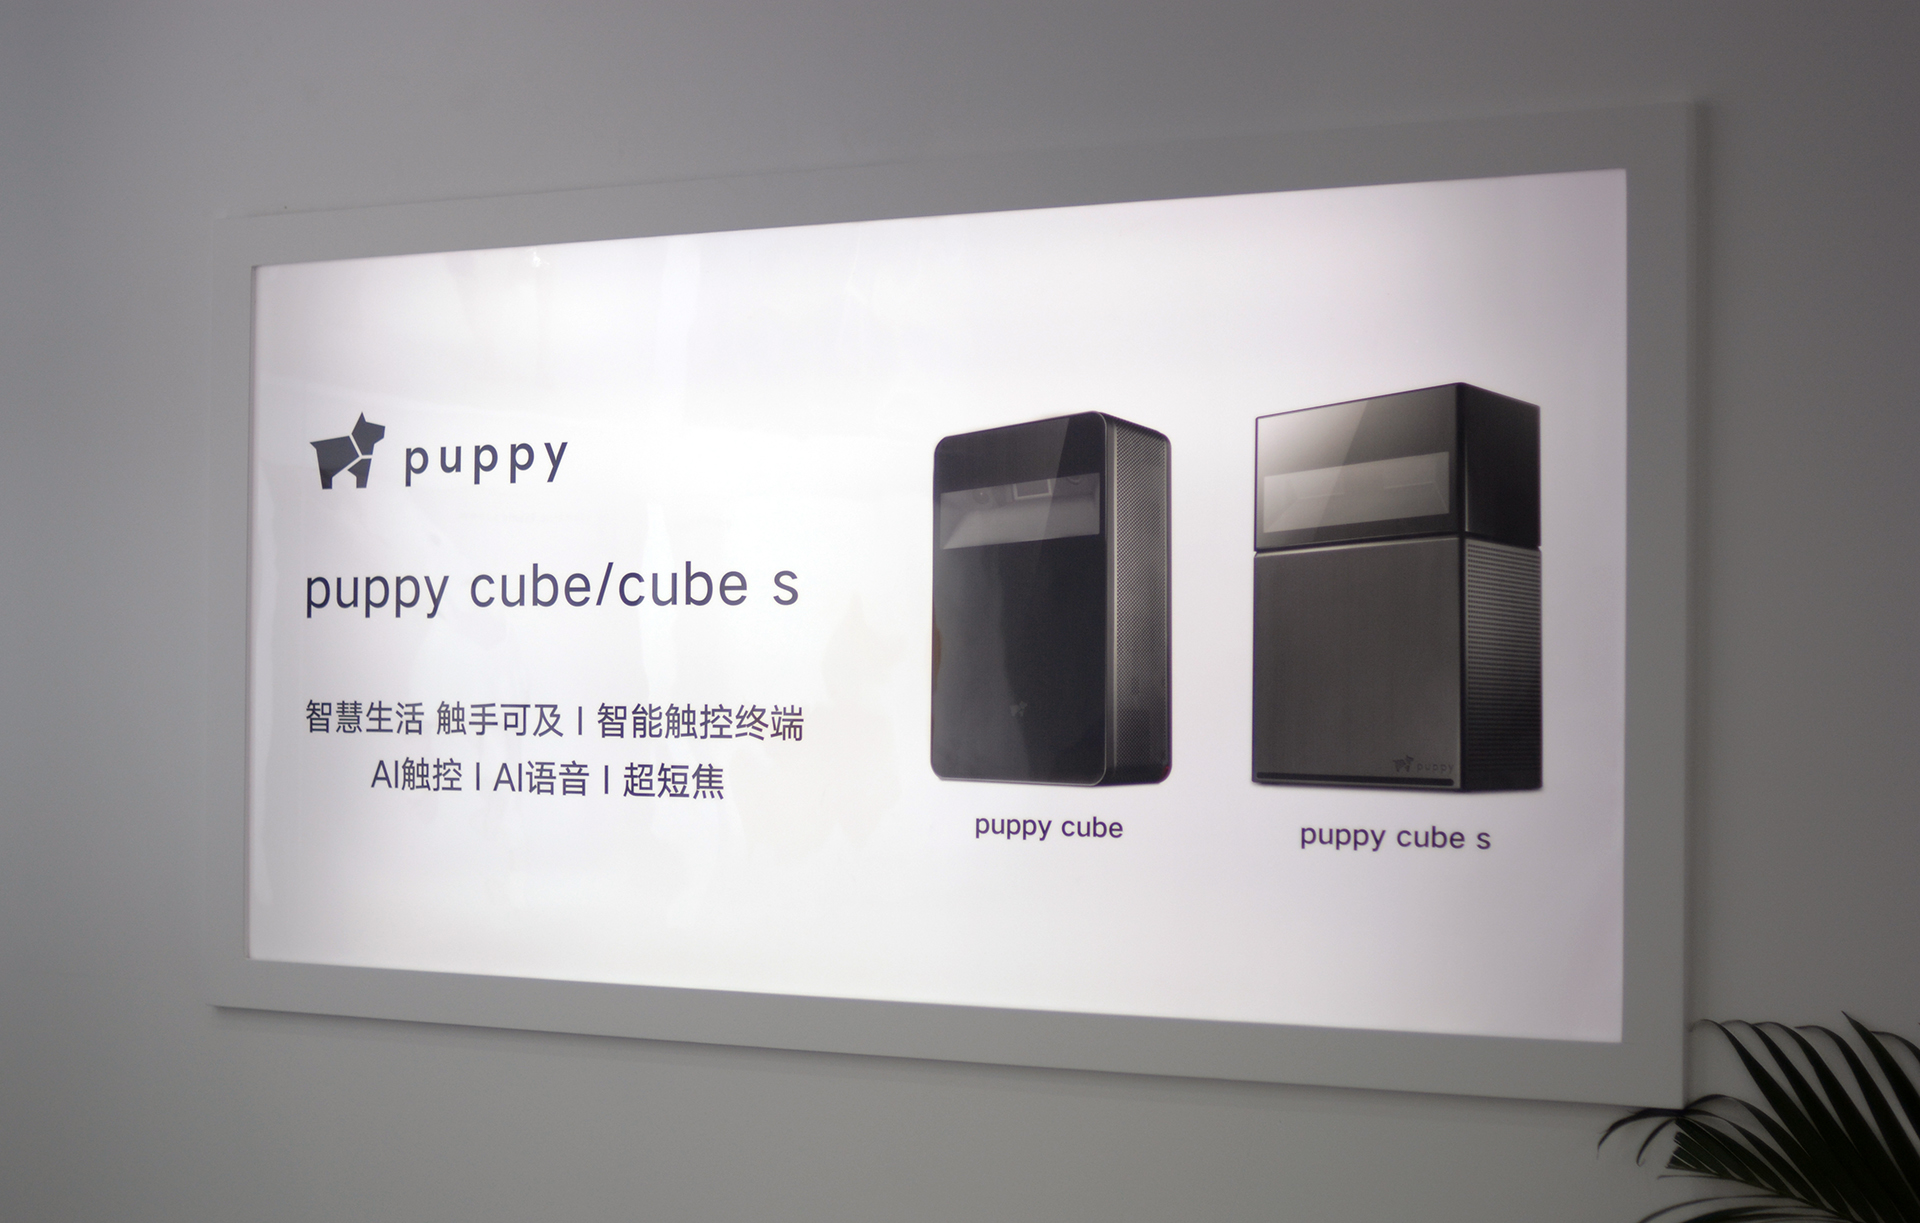 puppy
puppy cube/cube s
智慧生活 触手可及 | 智能触控终端
AI触控 | AI语音 | 超短焦
puppy
puppy cube
puppy cube s